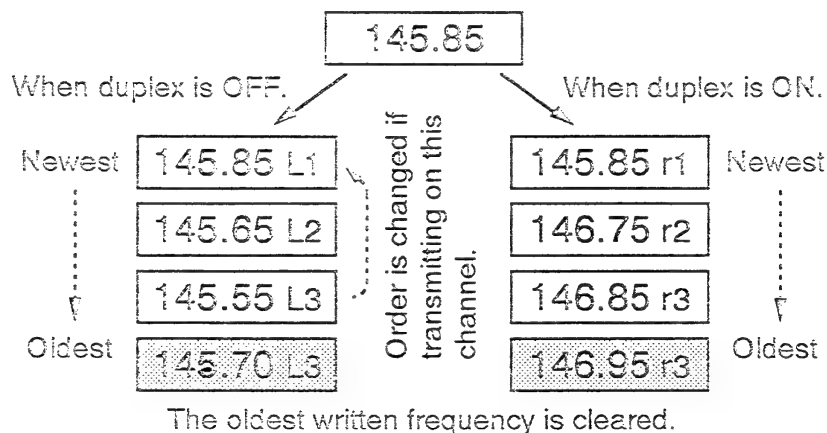 145.85
When duplex is OFF.
When duplex is ON.
Newest
145.85 L1
145.65 L2
145.55 L3
Oldest
145.70 L3
Order is changed if
transmitting on this
channel.
145.85 r1
Newest
146.75 r2
146.85 r3
146.95 r3
Oldest
The oldest written frequency is cleared.